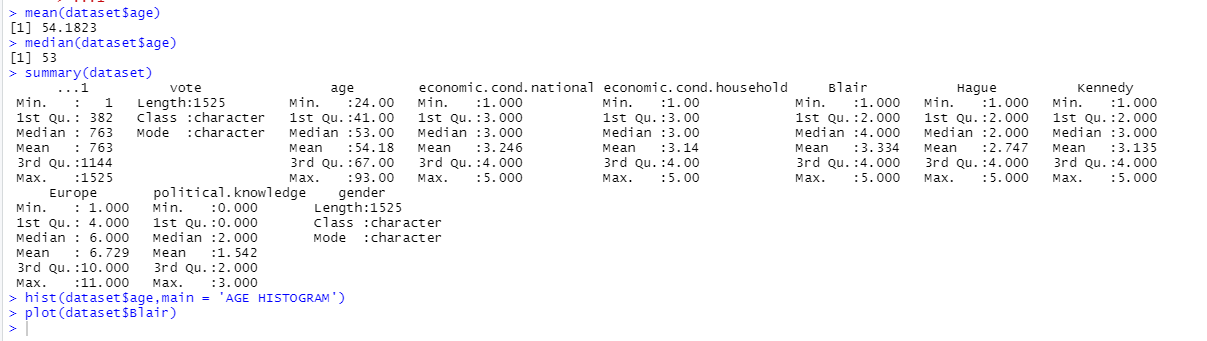 > mean(dataset$age)
[1] 54.1823
> median(dataset$age)
[1] 53
> summary(dataset)
      ...1          vote                age        economic.cond.national economic.cond.household     Blair           Hague          Kennedy
 Min.   :   1   Length:1525        Min.   :24.00   Min.   :1.000          Min.   :1.00            Min.   :1.000   Min.   :1.000   Min.   :1.000
 1st Qu.: 382   Class :character   1st Qu.:41.00   1st Qu.:3.000          1st Qu.:3.00            1st Qu.:2.000   1st Qu.:2.000   1st Qu.:2.000
 Median : 763   Mode  :character   Median :53.00   Median :3.000          Median :3.00            Median :4.000   Median :2.000   Median :3.000
 Mean   : 763                      Mean   :54.18   Mean   :3.246          Mean   :3.14            Mean   :3.334   Mean   :2.747   Mean   :3.135
 3rd Qu.:1144                      3rd Qu.:67.00   3rd Qu.:4.000          3rd Qu.:4.00            3rd Qu.:4.000   3rd Qu.:4.000   3rd Qu.:4.000
 Max.   :1525                      Max.   :93.00   Max.   :5.000          Max.   :5.00            Max.   :5.000   Max.   :5.000   Max.   :5.000
     Europe       political.knowledge    gender
 Min.   : 1.000   Min.   :0.000       Length:1525
 1st Qu.: 4.000   1st Qu.:0.000       Class :character
 Median : 6.000   Median :2.000       Mode  :character
 Mean   : 6.729   Mean   :1.542
 3rd Qu.:10.000   3rd Qu.:2.000
 Max.   :11.000   Max.   :3.000
> hist(dataset$age,main = 'AGE HISTOGRAM')
> plot(dataset$Blair)
>